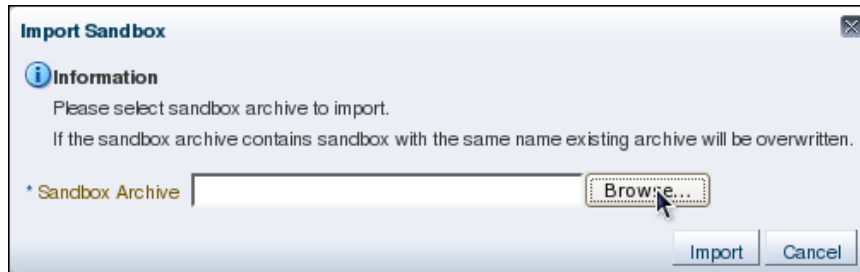 Import Sandbox
Information
Please select sandbox archive to import.
If the sandbox archive contains sandbox with the same name existing archive will be overwritten.
* Sandbox Archive Browse...
Import Cancel